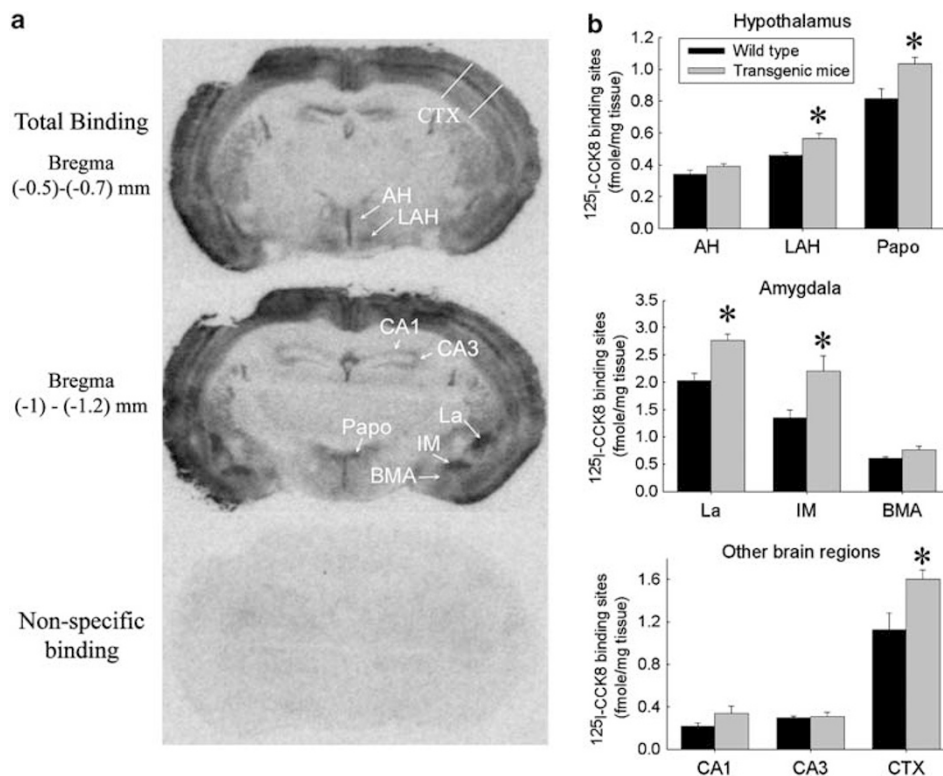 a
Total Binding
Bregma
(-0.5)-(-0.7) mm
CTX
AH
LAH
Bregma
(-1) - (-1.2) mm
CA1
CA3
La
Papo
IM
BMA
Non-specific
binding
b
Hypothalamus
125I-CCK8 binding sites
(fmole/mg tissue)
1.2
1.0
0.8
0.6
0.4
0.2
0.0
Wild type
Transgenic mice
*
*
AH LAH Papo
Amygdala
125I-CCK8 binding sites
(fmole/mg tissue)
3.5
3.0
2.5
2.0
1.5
1.0
0.5
0.0
*
*
La IM BMA
Other brain regions
125I-CCK8 binding sites
(fmole/mg tissue)
1.6
1.2
0.8
0.4
0.0
*
CA1 CA3 CTX